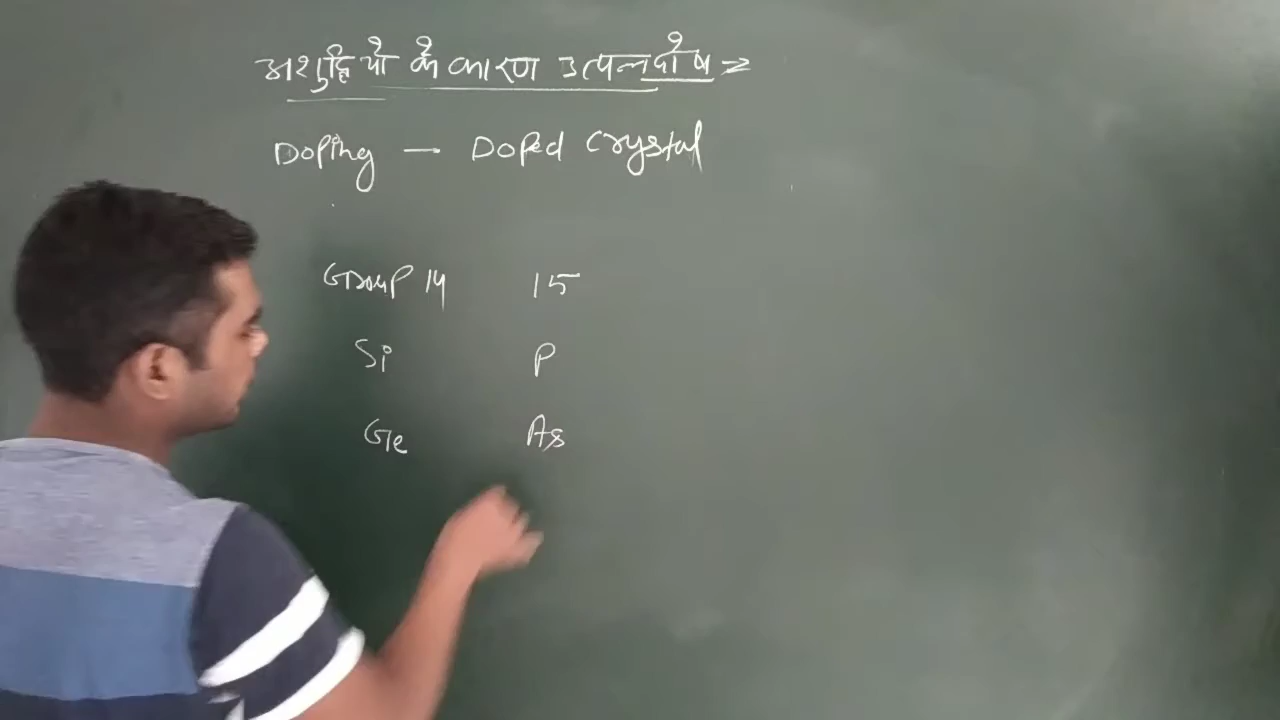 अशुद्धियों के कारण उत्पन्न दोष =
Doping — Doped crystal
Group 14 15
Si P
Ge As